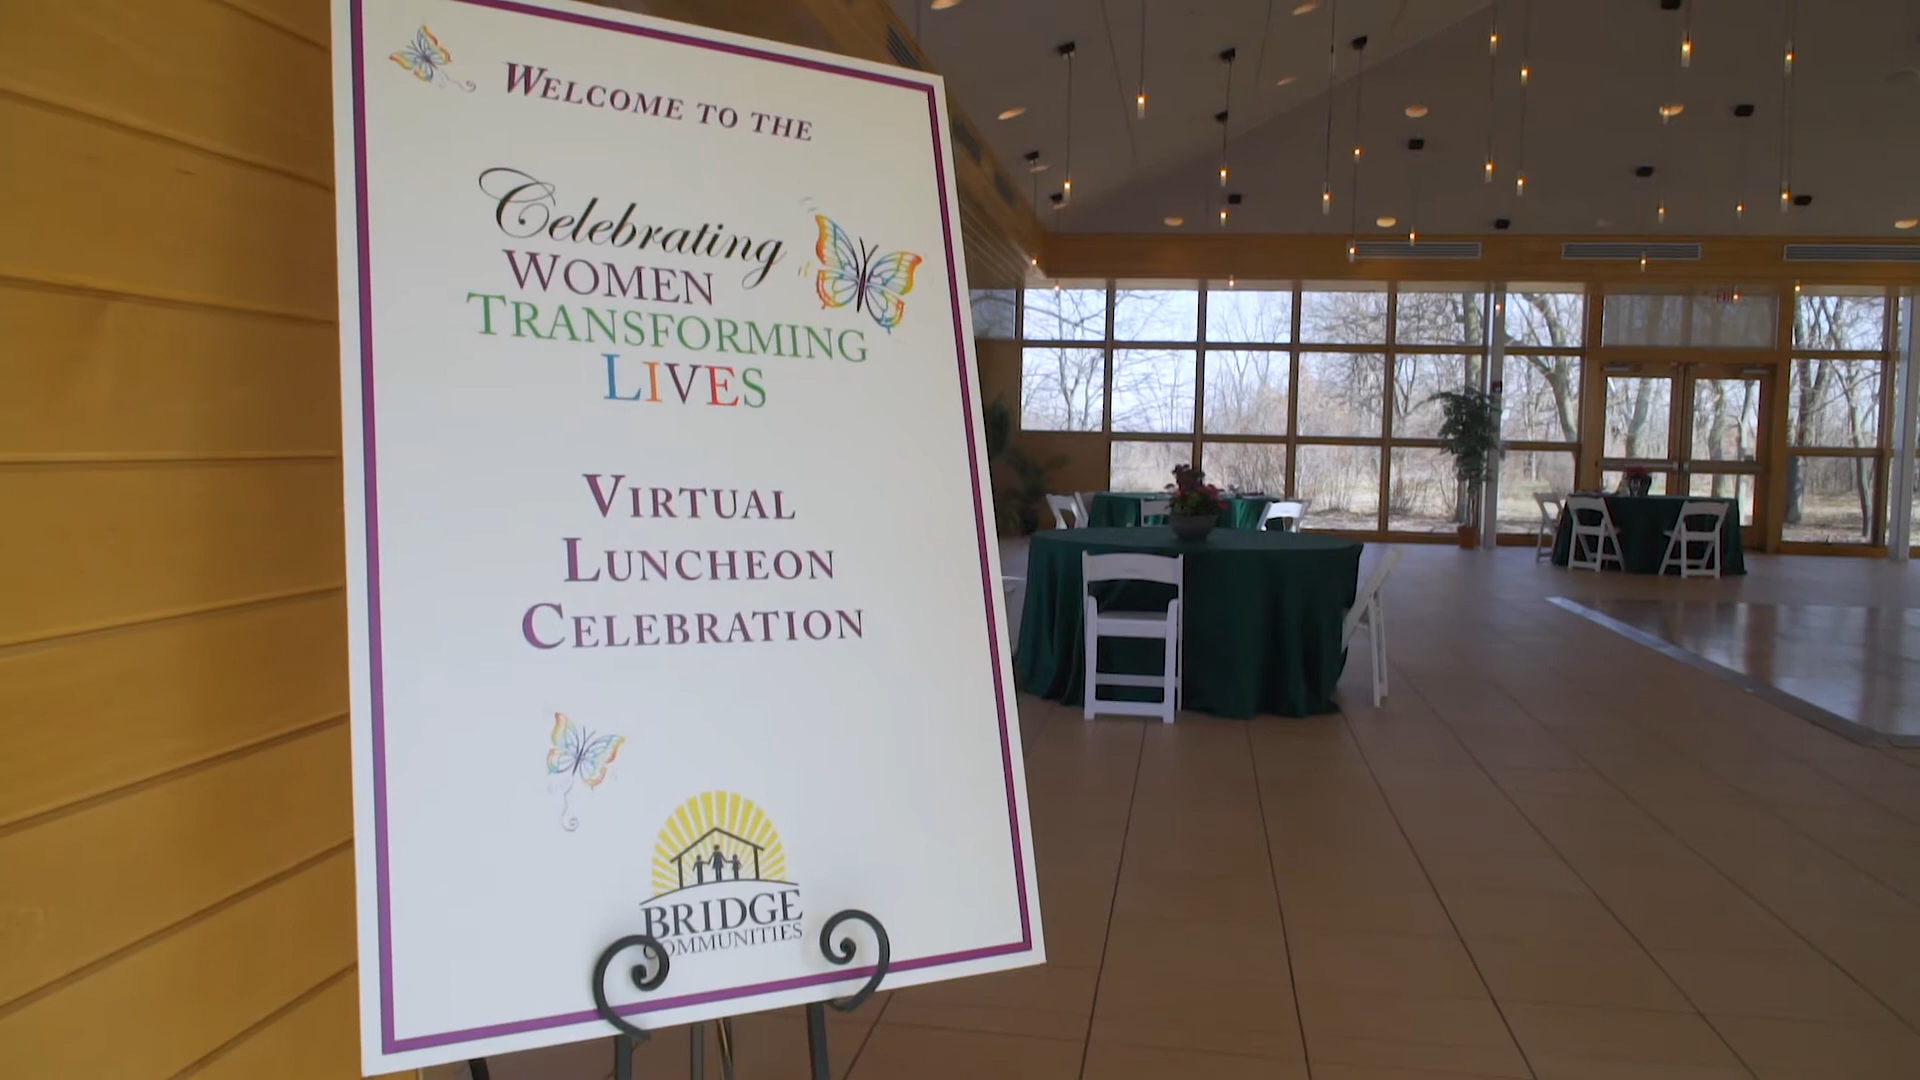 WELCOME TO THE
Celebrating
WOMEN
TRANSFORMING
LIVES
VIRTUAL
LUNCHEON
CELEBRATION
BRIDGE
COMMUNITIES